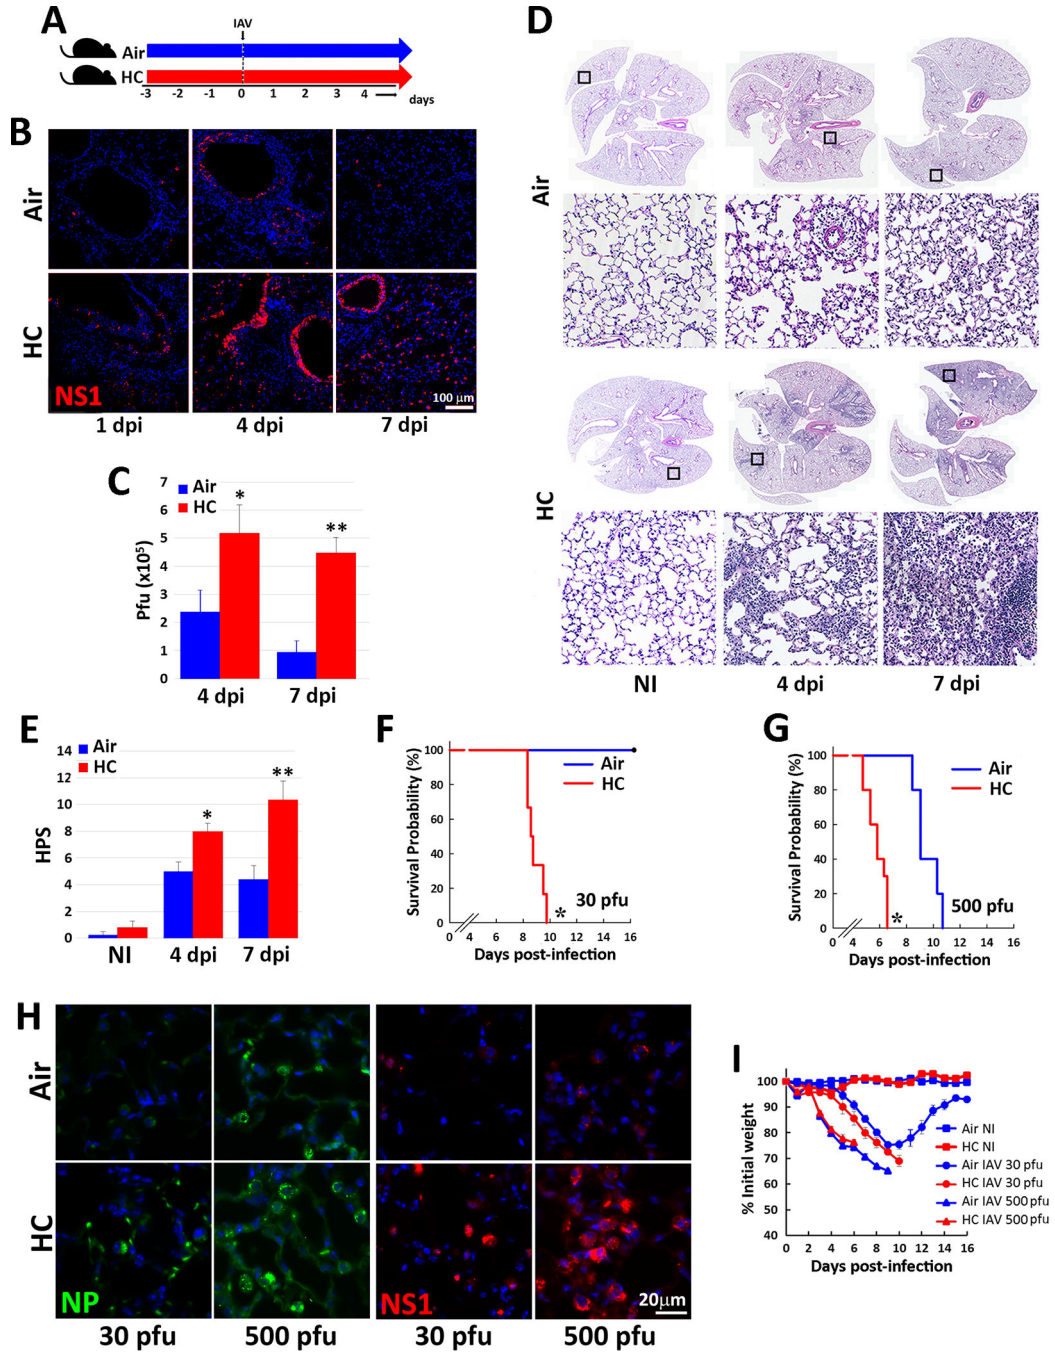 A
IAV
Air
HC
-3 -2 -1 0 1 2 3 4 days
B
Air
HC
NS1
100 µm
1 dpi 4 dpi 7 dpi
C
Air
HC
Pfu (x10⁵)
7
6
5
4
3
2
1
0
*
**
4 dpi 7 dpi
D
Air
HC
NI 4 dpi 7 dpi
E
Air
HC
HPS
14
12
10
8
6
4
2
0
*
**
NI 4 dpi 7 dpi
F
Survival Probability (%)
100
80
60
40
20
0
Air
HC
* 30 pfu
0 4 6 8 10 12 14 16
Days post-infection
G
Survival Probability (%)
100
80
60
40
20
0
Air
HC
* 500 pfu
0 4 6 8 10 12 14 16
Days post-infection
H
Air
HC
NP
NS1
20µm
30 pfu 500 pfu 30 pfu 500 pfu
I
% Initial weight
100
90
80
70
60
50
40
Air NI
HC NI
Air IAV 30 pfu
HC IAV 30 pfu
Air IAV 500 pfu
HC IAV 500 pfu
0 2 4 6 8 10 12 14 16
Days post-infection